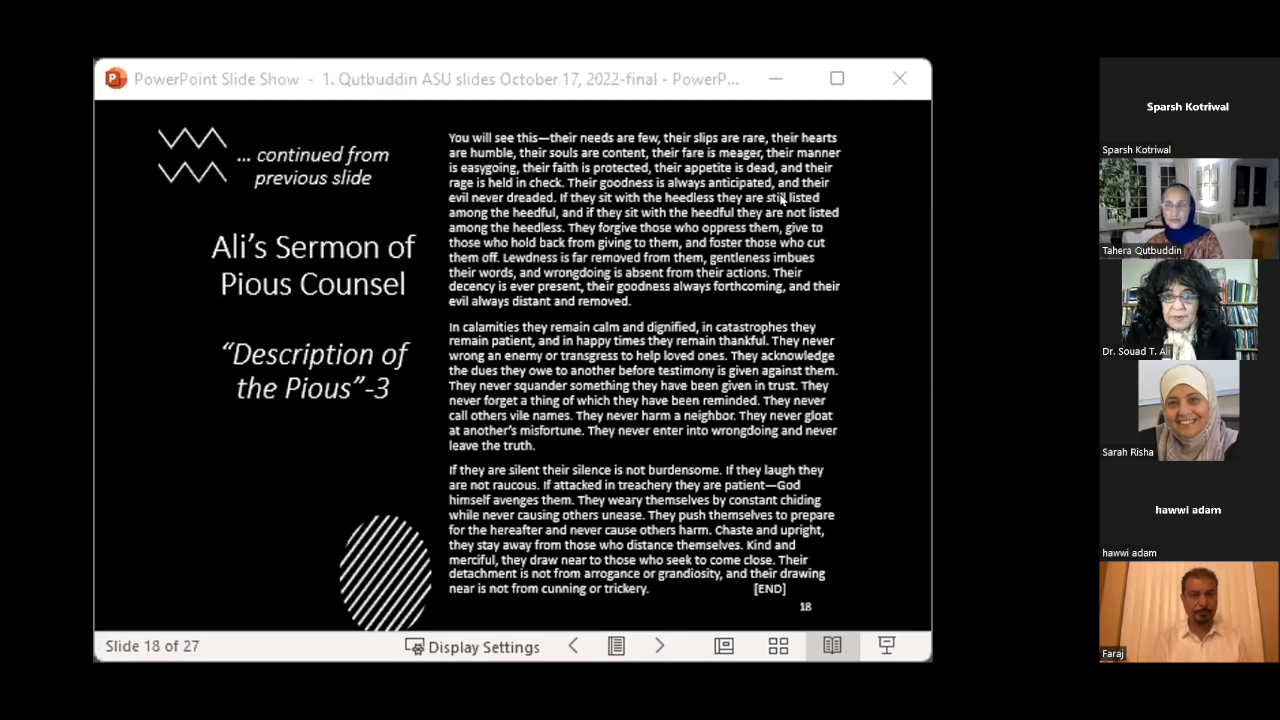 PowerPoint Slide Show - 1. Qutbuddin ASU slides October 17, 2022-final - PowerP...
... continued from
previous slide
Ali’s Sermon of
Pious Counsel
“Description of
the Pious”-3
You will see this—their needs are few, their slips are rare, their hearts
are humble, their souls are content, their fare is meager, their manner
is easygoing, their faith is protected, their appetite is dead, and their
rage is held in check. Their goodness is always anticipated, and their
evil never dreaded. If they sit with the heedless they are still listed
among the heedful, and if they sit with the heedful they are not listed
among the heedless. They forgive those who oppress them, give to
those who hold back from giving to them, and foster those who cut
them off. Lewdness is far removed from them, gentleness imbues
their words, and wrongdoing is absent from their actions. Their
decency is ever present, their goodness always forthcoming, and their
evil always distant and removed.
In calamities they remain calm and dignified, in catastrophes they
remain patient, and in happy times they remain thankful. They never
wrong an enemy or transgress to help loved ones. They acknowledge
the dues they owe to another before testimony is given against them.
They never squander something they have been given in trust. They
never forget a thing of which they have been reminded. They never
call others vile names. They never harm a neighbor. They never gloat
at another’s misfortune. They never enter into wrongdoing and never
leave the truth.
If they are silent their silence is not burdensome. If they laugh they
are not raucous. If attacked in treachery they are patient—God
himself avenges them. They weary themselves by constant chiding
while never causing others unease. They push themselves to prepare
for the hereafter and never cause others harm. Chaste and upright,
they stay away from those who distance themselves. Kind and
merciful, they draw near to those who seek to come close. Their
detachment is not from arrogance or grandiosity, and their drawing
near is not from cunning or trickery. [END]
18
Slide 18 of 27
Display Settings
Sparsh Kotriwal
Sparsh Kotriwal
Tahera Qutbuddin
Dr. Souad T. Ali
Sarah Risha
hawwi adam
hawwi adam
Faraj